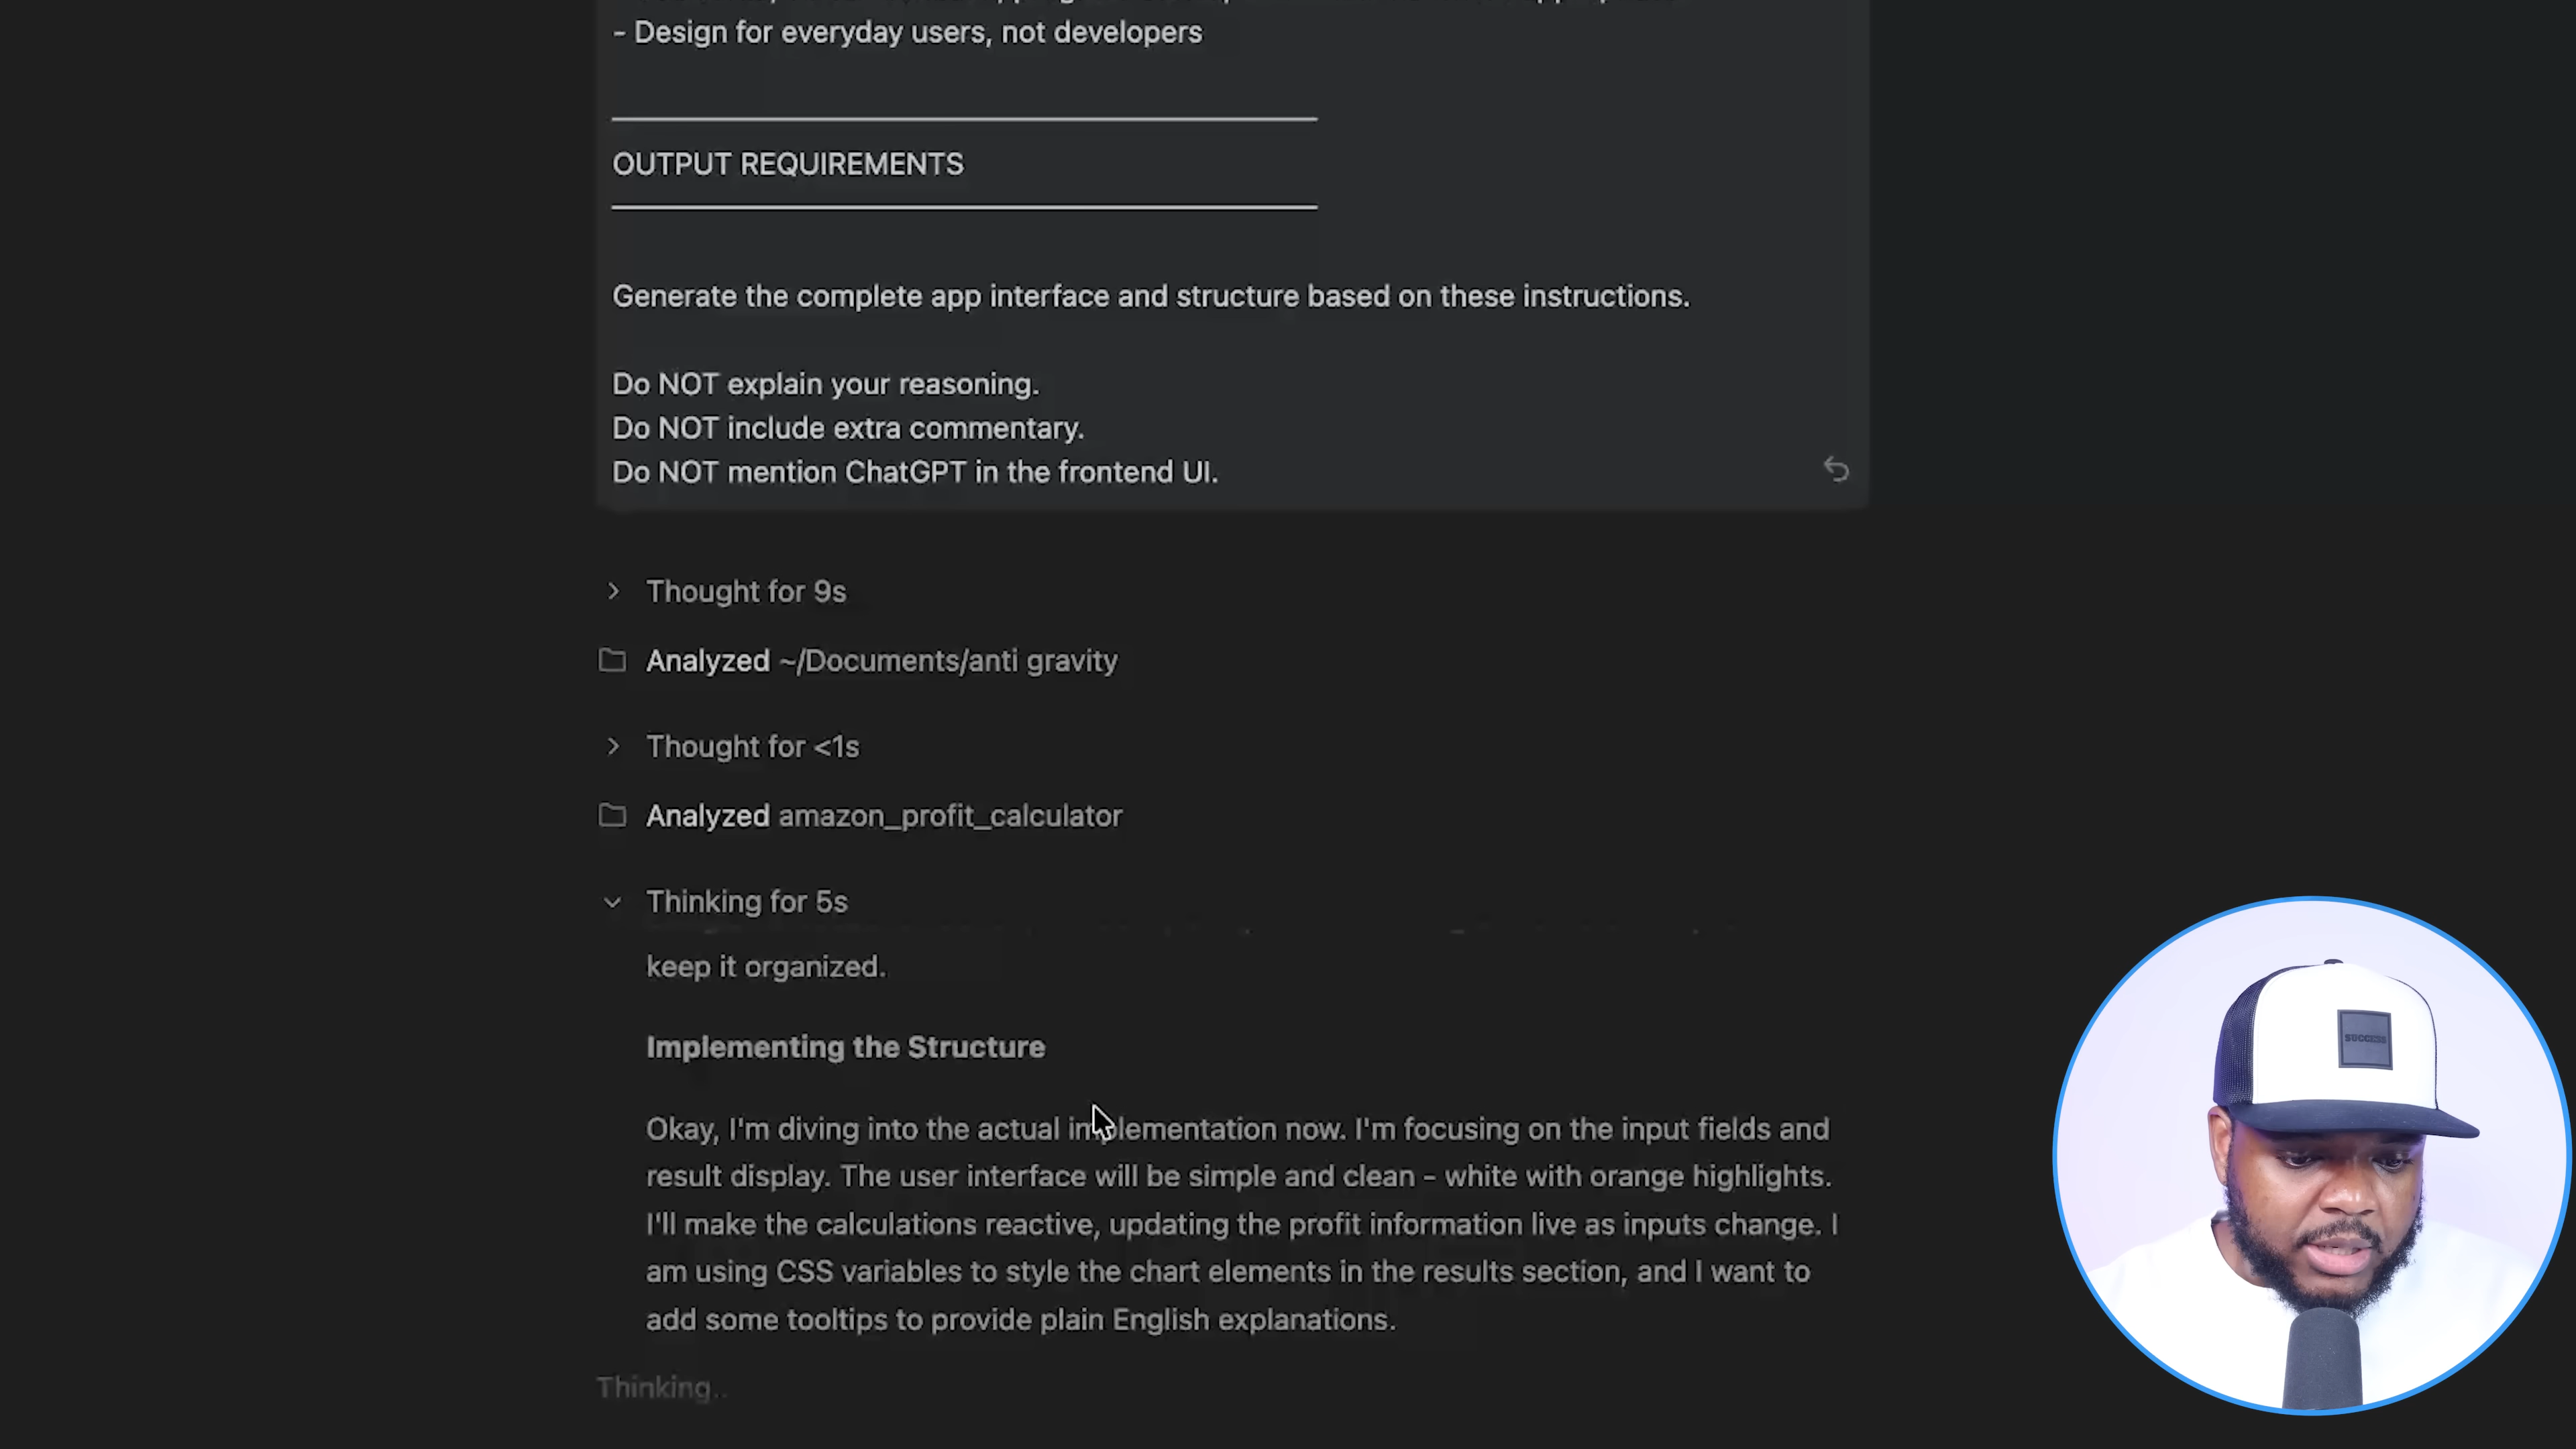 - Design for everyday users, not developers
OUTPUT REQUIREMENTS
Generate the complete app interface and structure based on these instructions.
Do NOT explain your reasoning.
Do NOT include extra commentary.
Do NOT mention ChatGPT in the frontend UI.
Thought for 9s
Analyzed ~/Documents/anti gravity
Thought for <1s
Analyzed amazon_profit_calculator
Thinking for 5s
keep it organized.
Implementing the Structure
Okay, I'm diving into the actual implementation now. I'm focusing on the input fields and
result display. The user interface will be simple and clean - white with orange highlights.
I'll make the calculations reactive, updating the profit information live as inputs change. I
am using CSS variables to style the chart elements in the results section, and I want to
add some tooltips to provide plain English explanations.
Thinking..
SUCCESS